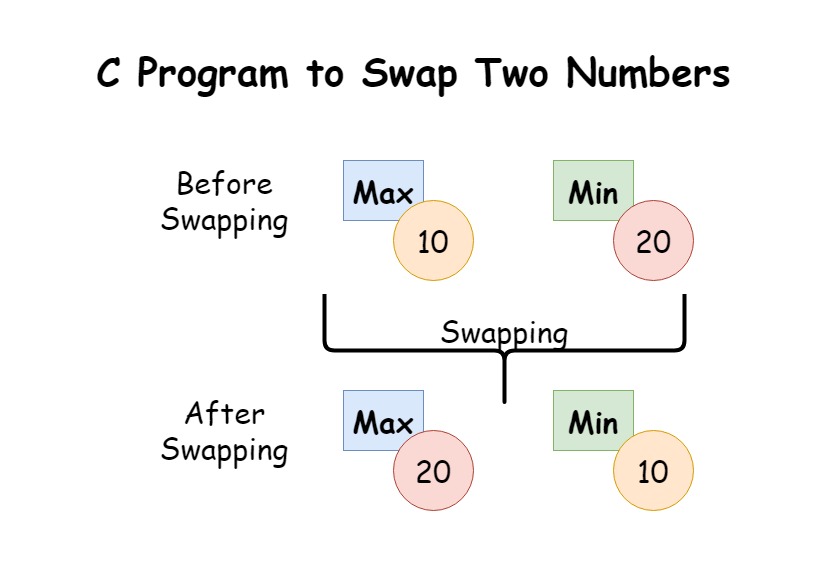 C Program to Swap Two Numbers
Before
Swapping
Max
10
Min
20
Swapping
After
Swapping
Max
20
Min
10